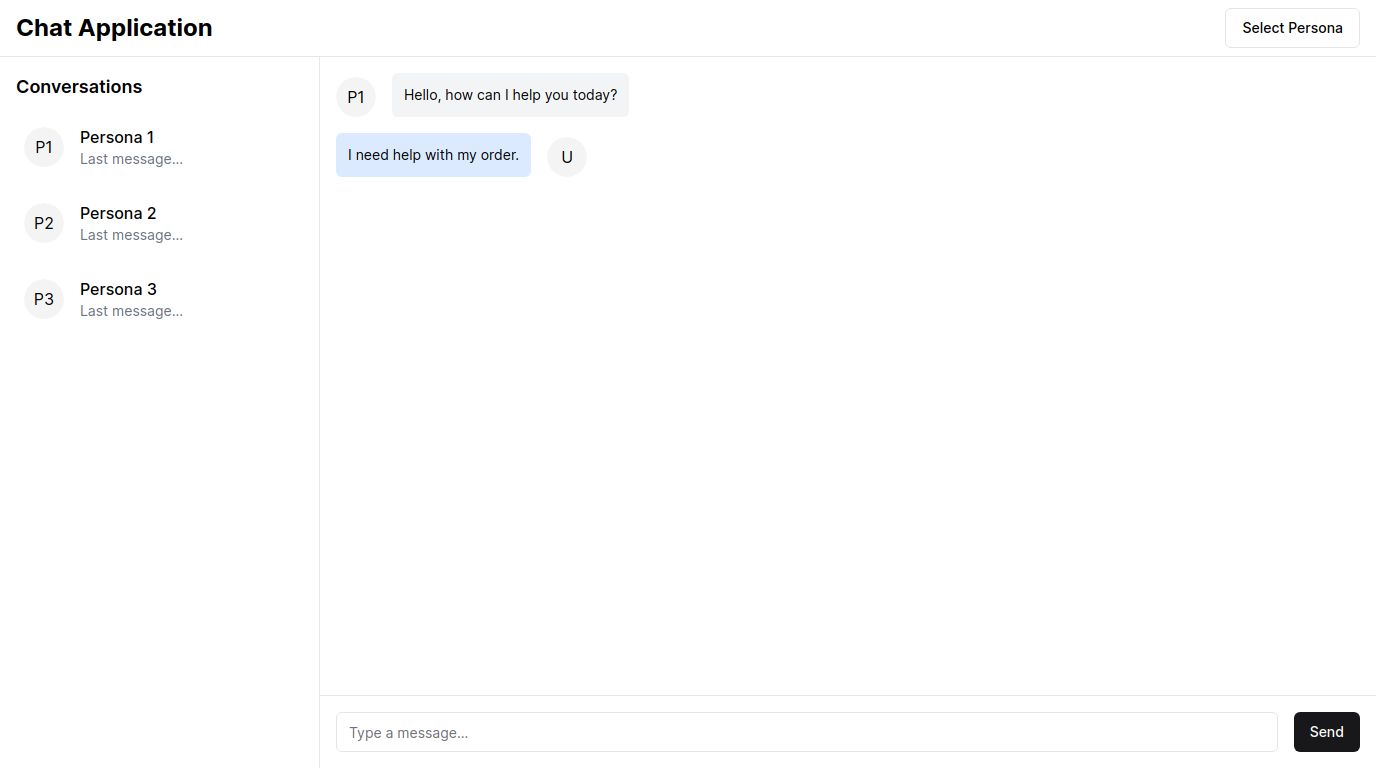 Chat Application
Select Persona
Conversations
P1
Persona 1
Last message...
P2
Persona 2
Last message...
P3
Persona 3
Last message...
P1
Hello, how can I help you today?
I need help with my order.
U
Type a message...
Send